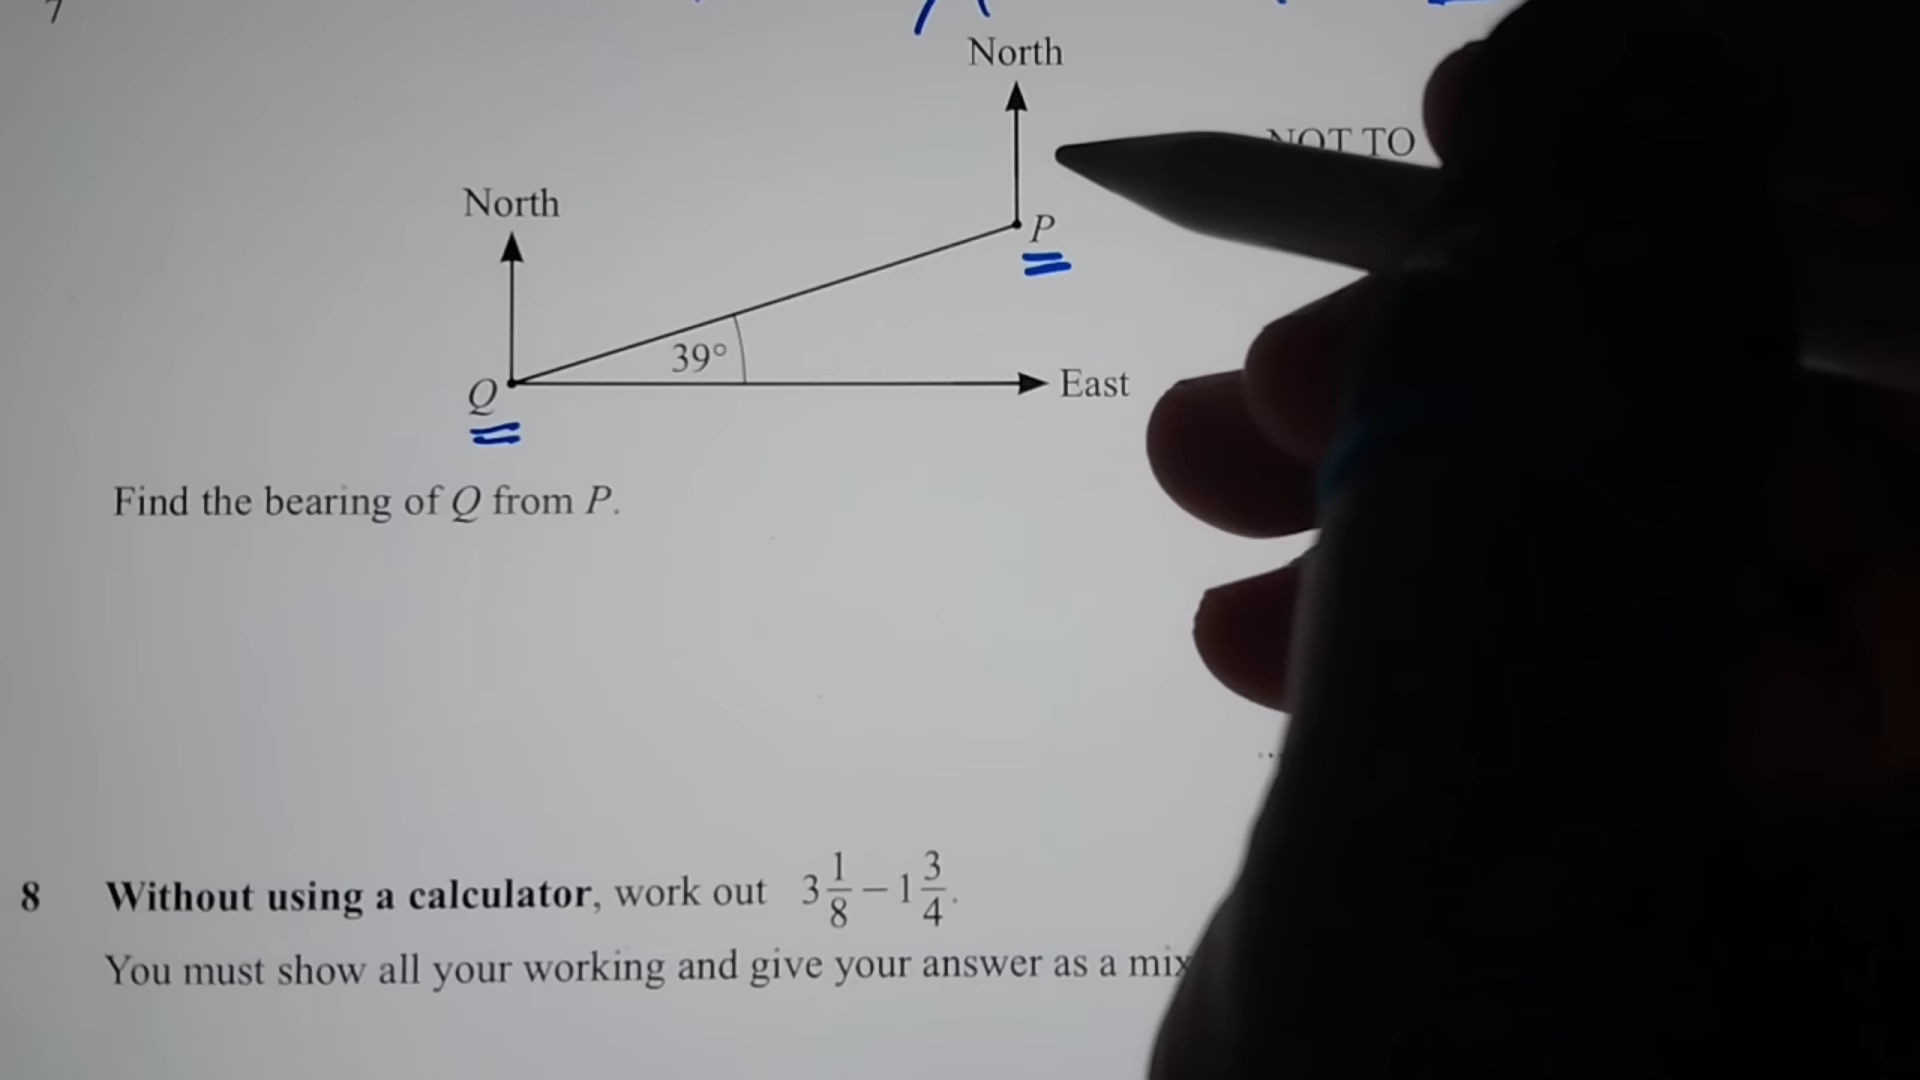 7
North
NOT TO
North
P
39°
Q
East
Find the bearing of Q from P.
8 Without using a calculator, work out 3 1/8 − 1 3/4.
You must show all your working and give your answer as a